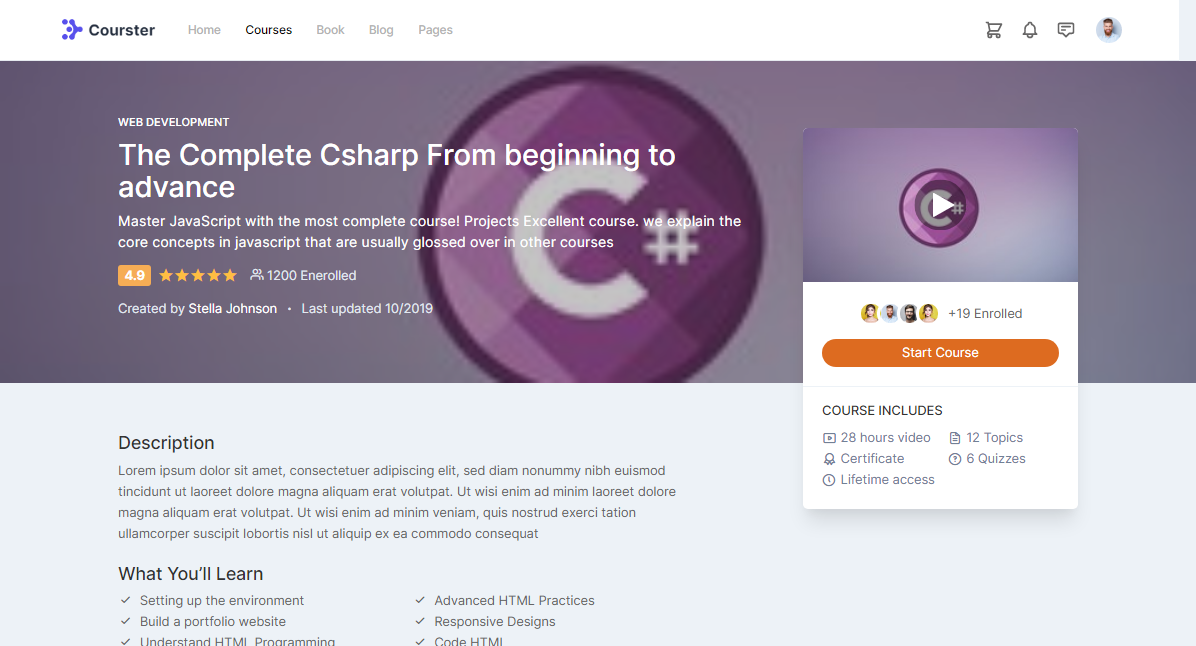 Courster
Home Courses Book Blog Pages
WEB DEVELOPMENT
The Complete Csharp From beginning to
advance
Master JavaScript with the most complete course! Projects Excellent course. we explain the
core concepts in javascript that are usually glossed over in other courses
4.9 1200 Enerolled
Created by Stella Johnson • Last updated 10/2019
C#
C#
+19 Enrolled
Start Course
COURSE INCLUDES
28 hours video 12 Topics
Certificate 6 Quizzes
Lifetime access
Description
Lorem ipsum dolor sit amet, consectetuer adipiscing elit, sed diam nonummy nibh euismod
tincidunt ut laoreet dolore magna aliquam erat volutpat. Ut wisi enim ad minim laoreet dolore
magna aliquam erat volutpat. Ut wisi enim ad minim veniam, quis nostrud exerci tation
ullamcorper suscipit lobortis nisl ut aliquip ex ea commodo consequat
What You’ll Learn
Setting up the environment Advanced HTML Practices
Build a portfolio website Responsive Designs
Understand HTML Programming Code HTML